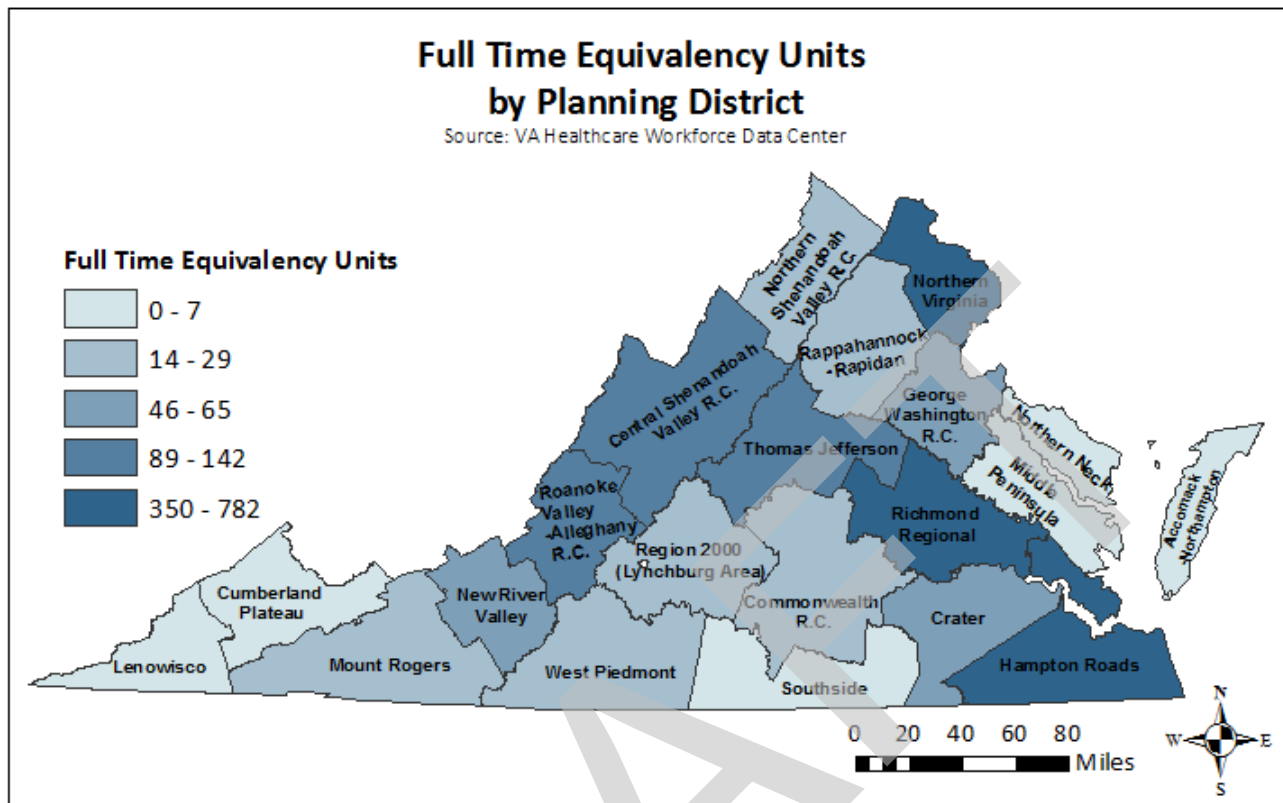 Full Time Equivalency Units
by Planning District
Source: VA Healthcare Workforce Data Center
Full Time Equivalency Units
0 - 7
14 - 29
46 - 65
89 - 142
350 - 782
Northern
Shenandoah
Valley R.C.
Northern
Virginia
Rappahannock
-Rapidan
Central Shenandoah
Valley R.C.
George
Washington
R.C.
Northern Neck
Middle
Peninsula
Accomack
Northampton
Thomas Jefferson
Roanoke
Valley
-Alleghany
R.C.
Richmond
Regional
Region 2000
(Lynchburg Area)
Cumberland
Plateau
New River
Valley
Commonwealth
R.C.
Crater
Lenowisco
Mount Rogers
West Piedmont
Southside
Hampton Roads
0 20 40 60 80
Miles
N
W E
S